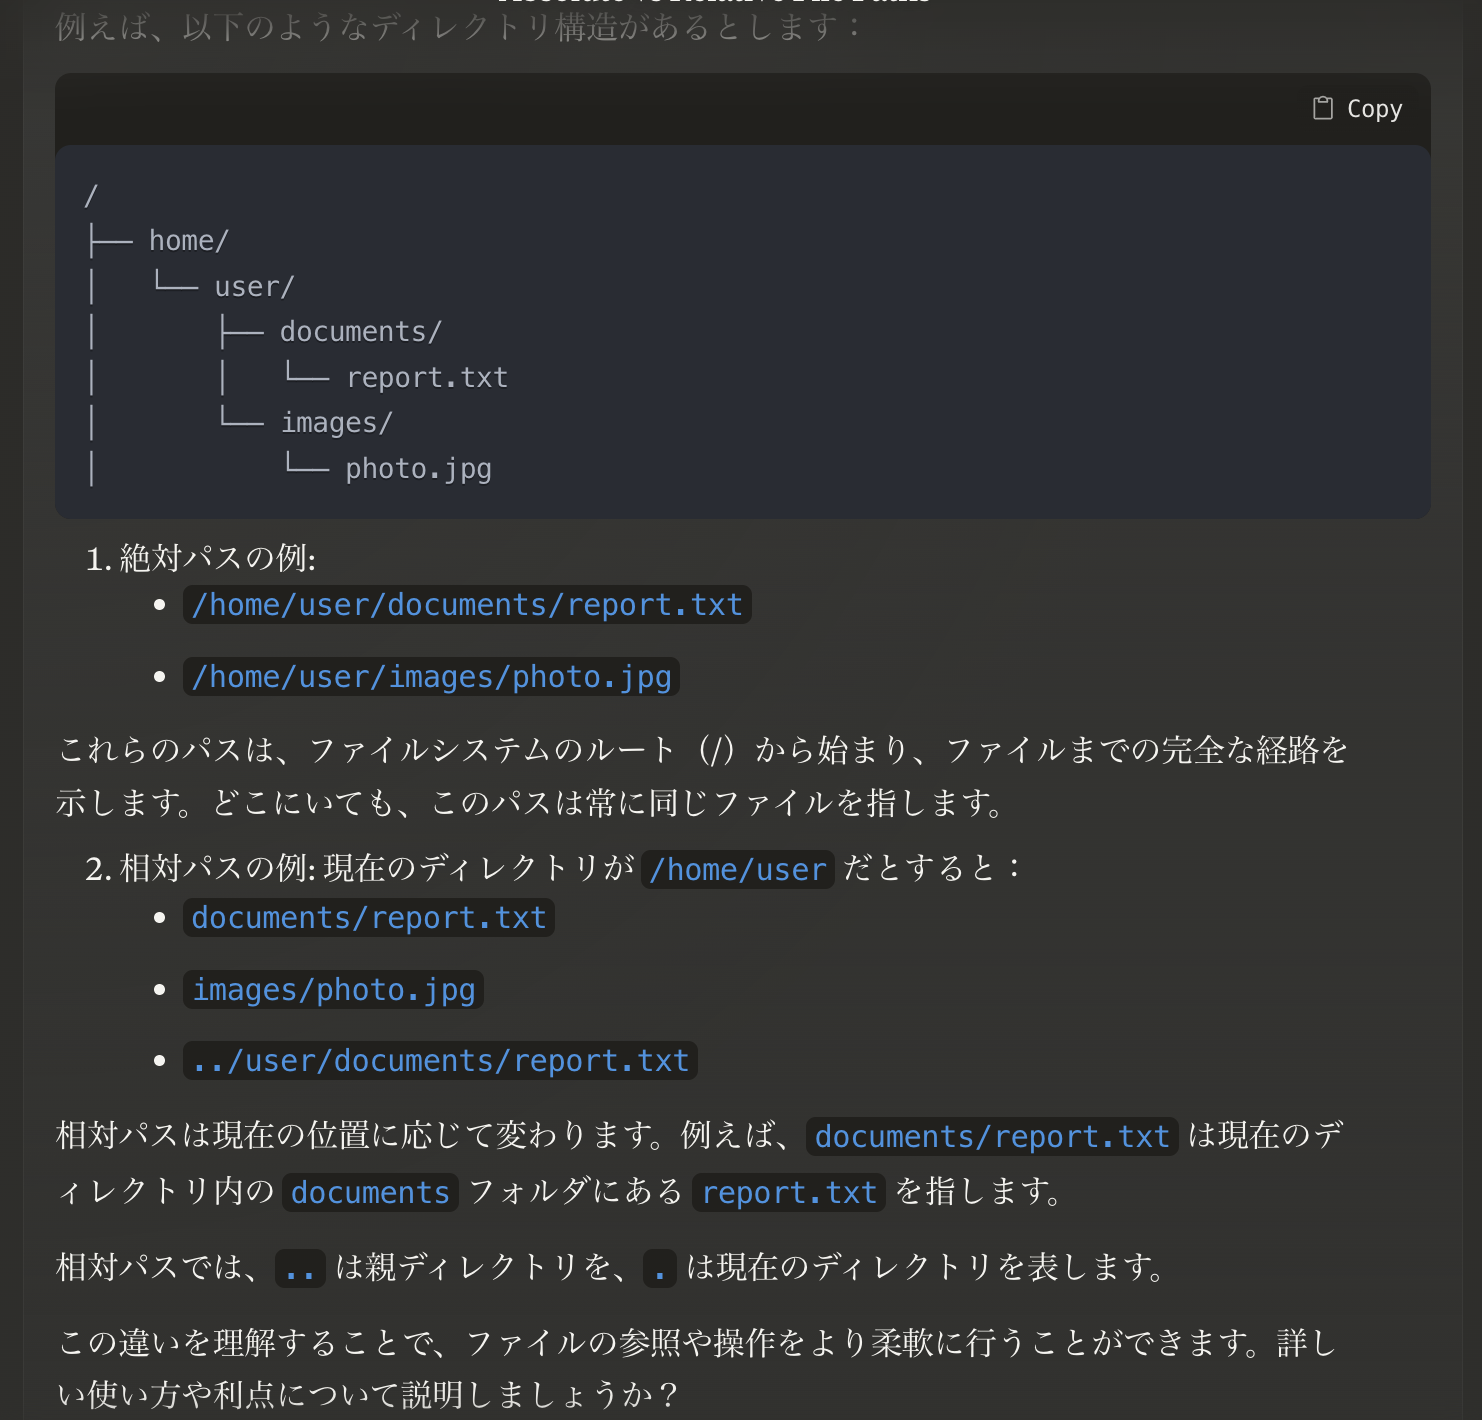 例えば、以下のようなディレクトリ構造があるとします：
Copy
/
├── home/
│   └── user/
│       ├── documents/
│       │   └── report.txt
│       └── images/
│           └── photo.jpg
1. 絶対パスの例:
• /home/user/documents/report.txt
• /home/user/images/photo.jpg
これらのパスは、ファイルシステムのルート（/）から始まり、ファイルまでの完全な経路を
示します。どこにいても、このパスは常に同じファイルを指します。
2. 相対パスの例: 現在のディレクトリが /home/user だとすると：
• documents/report.txt
• images/photo.jpg
• ../user/documents/report.txt
相対パスは現在の位置に応じて変わります。例えば、 documents/report.txt は現在のデ
ィレクトリ内の documents フォルダにある report.txt を指します。
相対パスでは、 .. は親ディレクトリを、 . は現在のディレクトリを表します。
この違いを理解することで、ファイルの参照や操作をより柔軟に行うことができます。詳し
い使い方や利点について説明しましょうか？